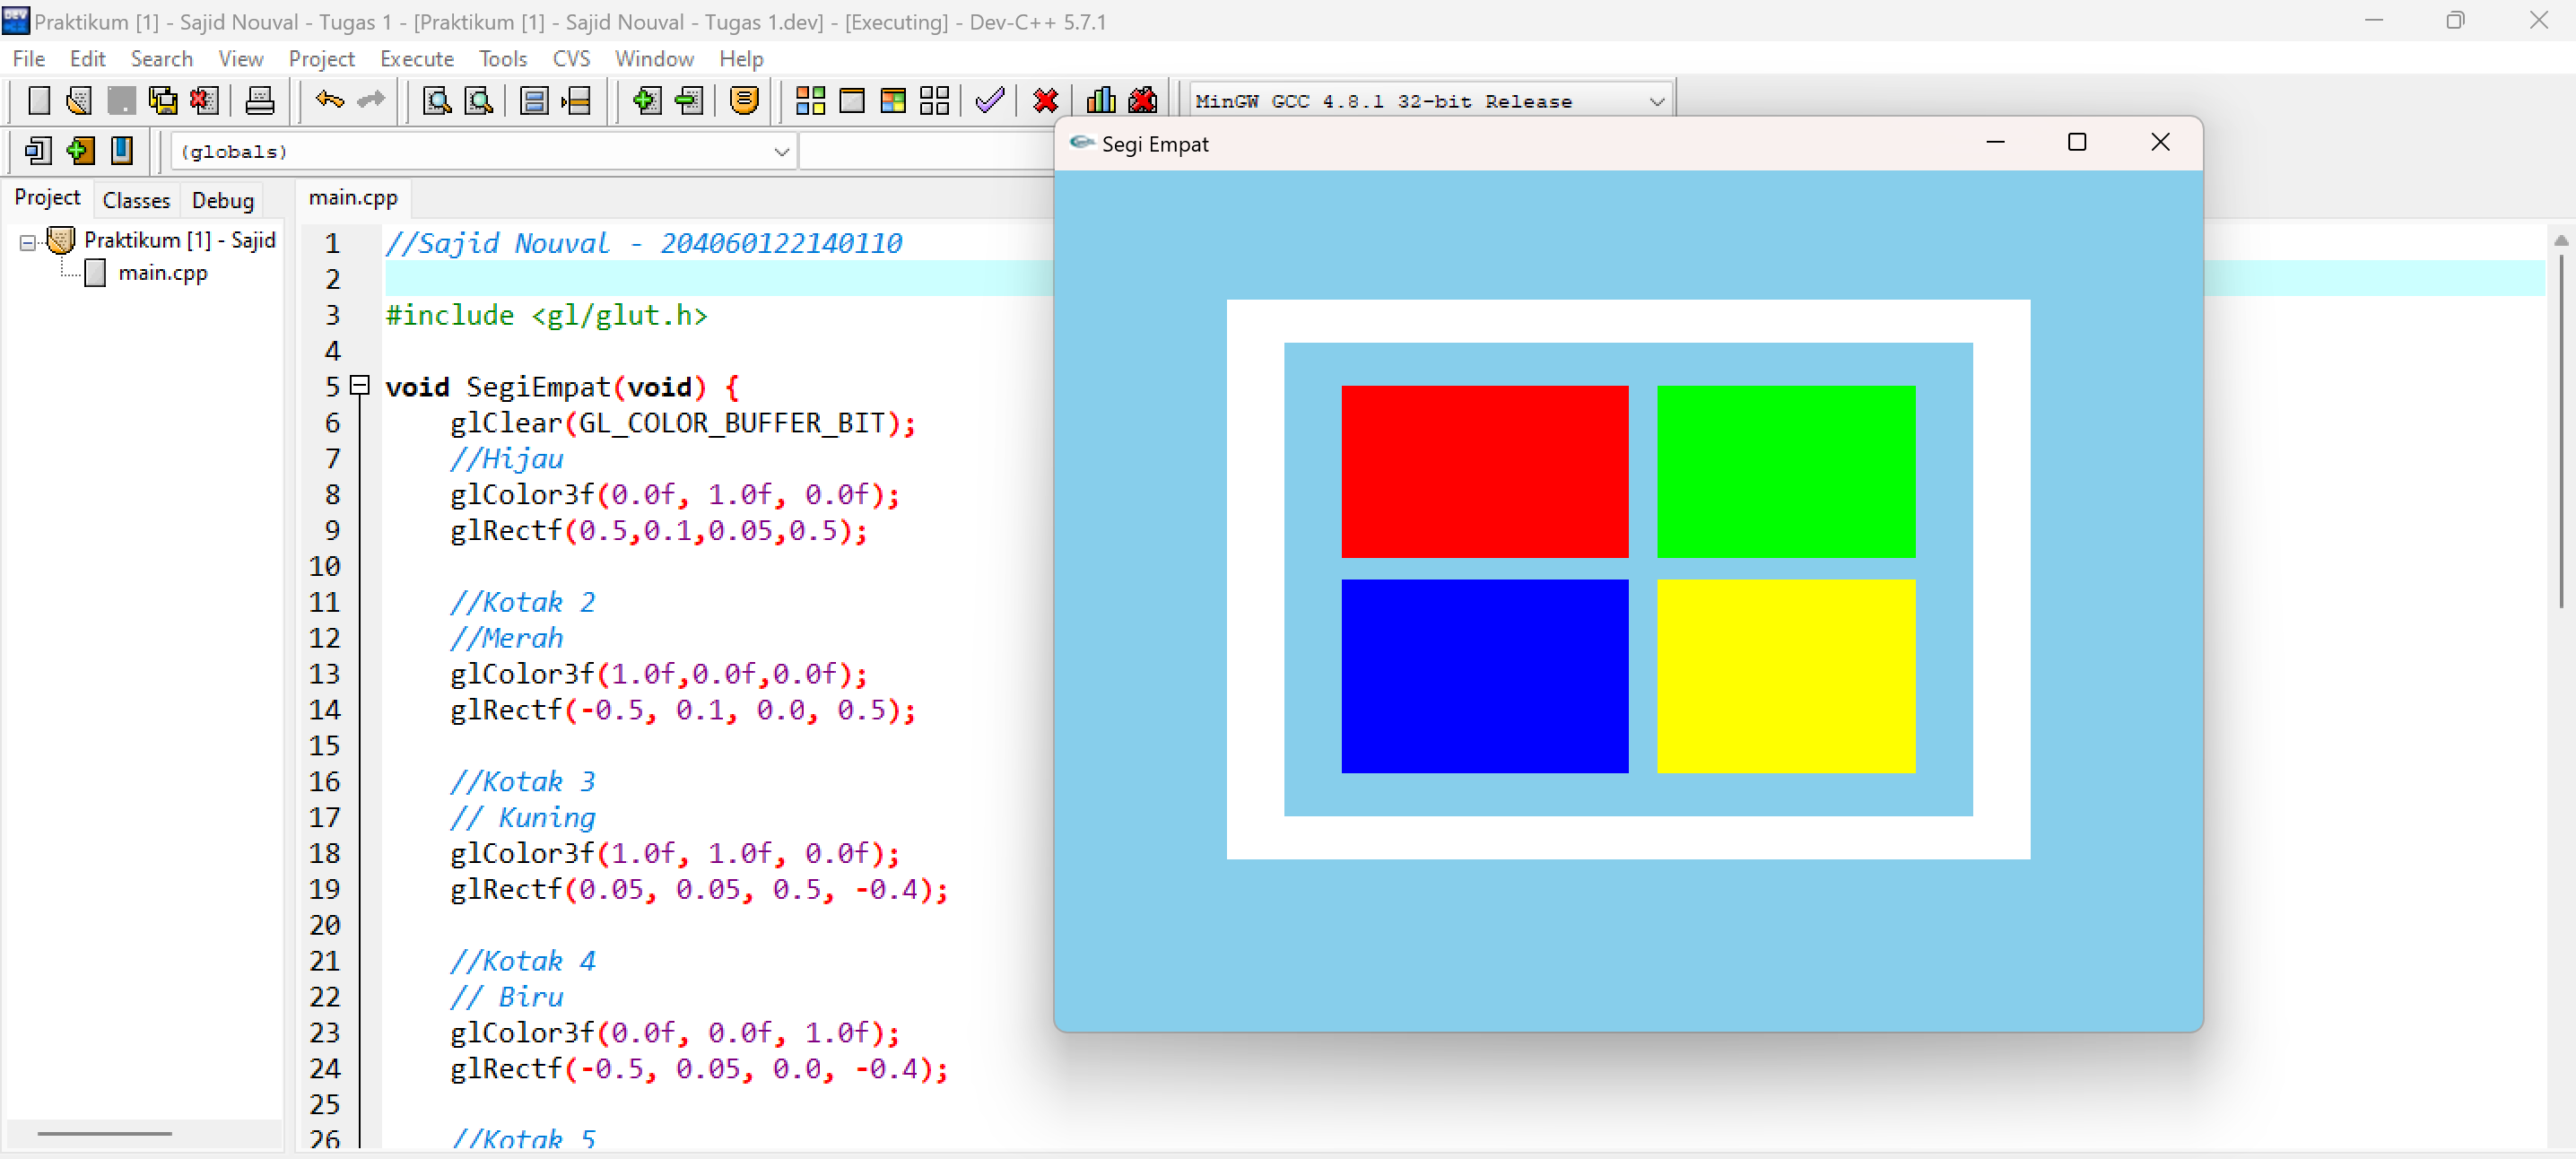 Praktikum [1] - Sajid Nouval - Tugas 1 - [Praktikum [1] - Sajid Nouval - Tugas 1.dev] - [Executing] - Dev-C++ 5.7.1
File Edit Search View Project Execute Tools CVS Window Help
MinGW GCC 4.8.1 32-bit Release
(globals)
Segi Empat
Project Classes Debug
main.cpp
Praktikum [1] - Sajid
main.cpp
1 //Sajid Nouval - 204060122140110
2
3 #include <gl/glut.h>
4
5 void SegiEmpat(void) {
6 glClear(GL_COLOR_BUFFER_BIT);
7 //Hijau
8 glColor3f(0.0f, 1.0f, 0.0f);
9 glRectf(0.5,0.1,0.05,0.5);
10
11 //Kotak 2
12 //Merah
13 glColor3f(1.0f,0.0f,0.0f);
14 glRectf(-0.5, 0.1, 0.0, 0.5);
15
16 //Kotak 3
17 // Kuning
18 glColor3f(1.0f, 1.0f, 0.0f);
19 glRectf(0.05, 0.05, 0.5, -0.4);
20
21 //Kotak 4
22 // Biru
23 glColor3f(0.0f, 0.0f, 1.0f);
24 glRectf(-0.5, 0.05, 0.0, -0.4);
25
26 //Kotak 5